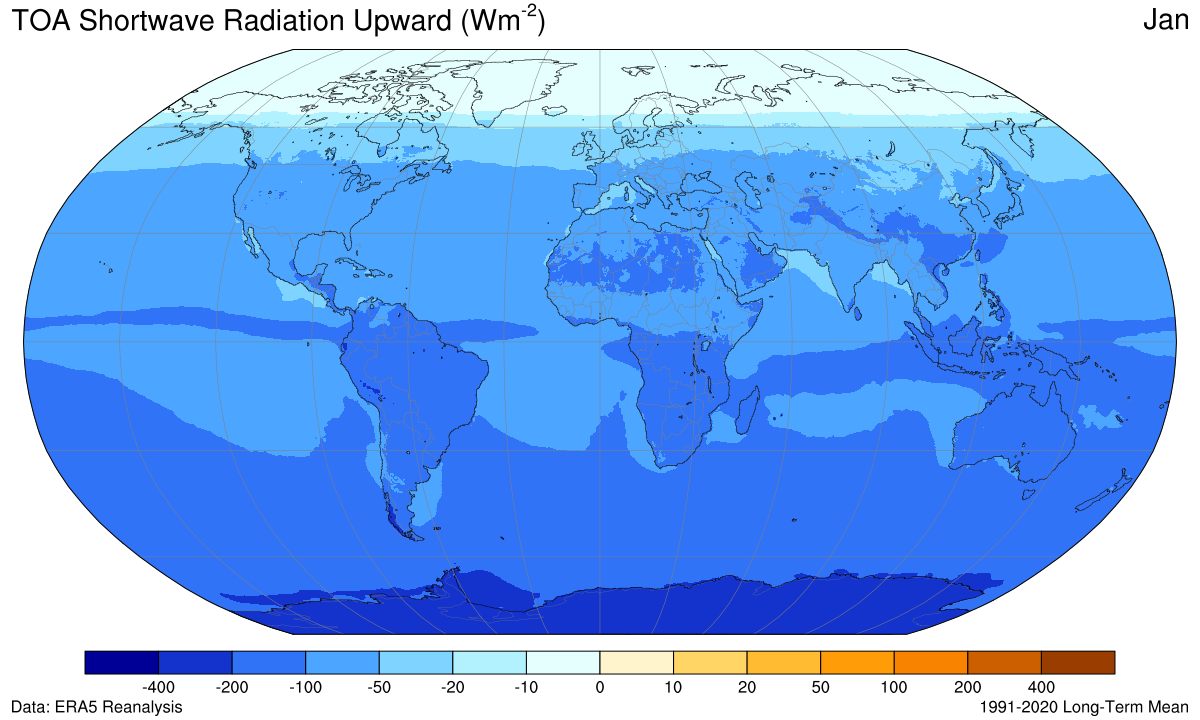 TOA Shortwave Radiation Upward (Wm⁻²) Jan
-400 -200 -100 -50 -20 -10 0 10 20 50 100 200 400
Data: ERA5 Reanalysis 1991-2020 Long-Term Mean